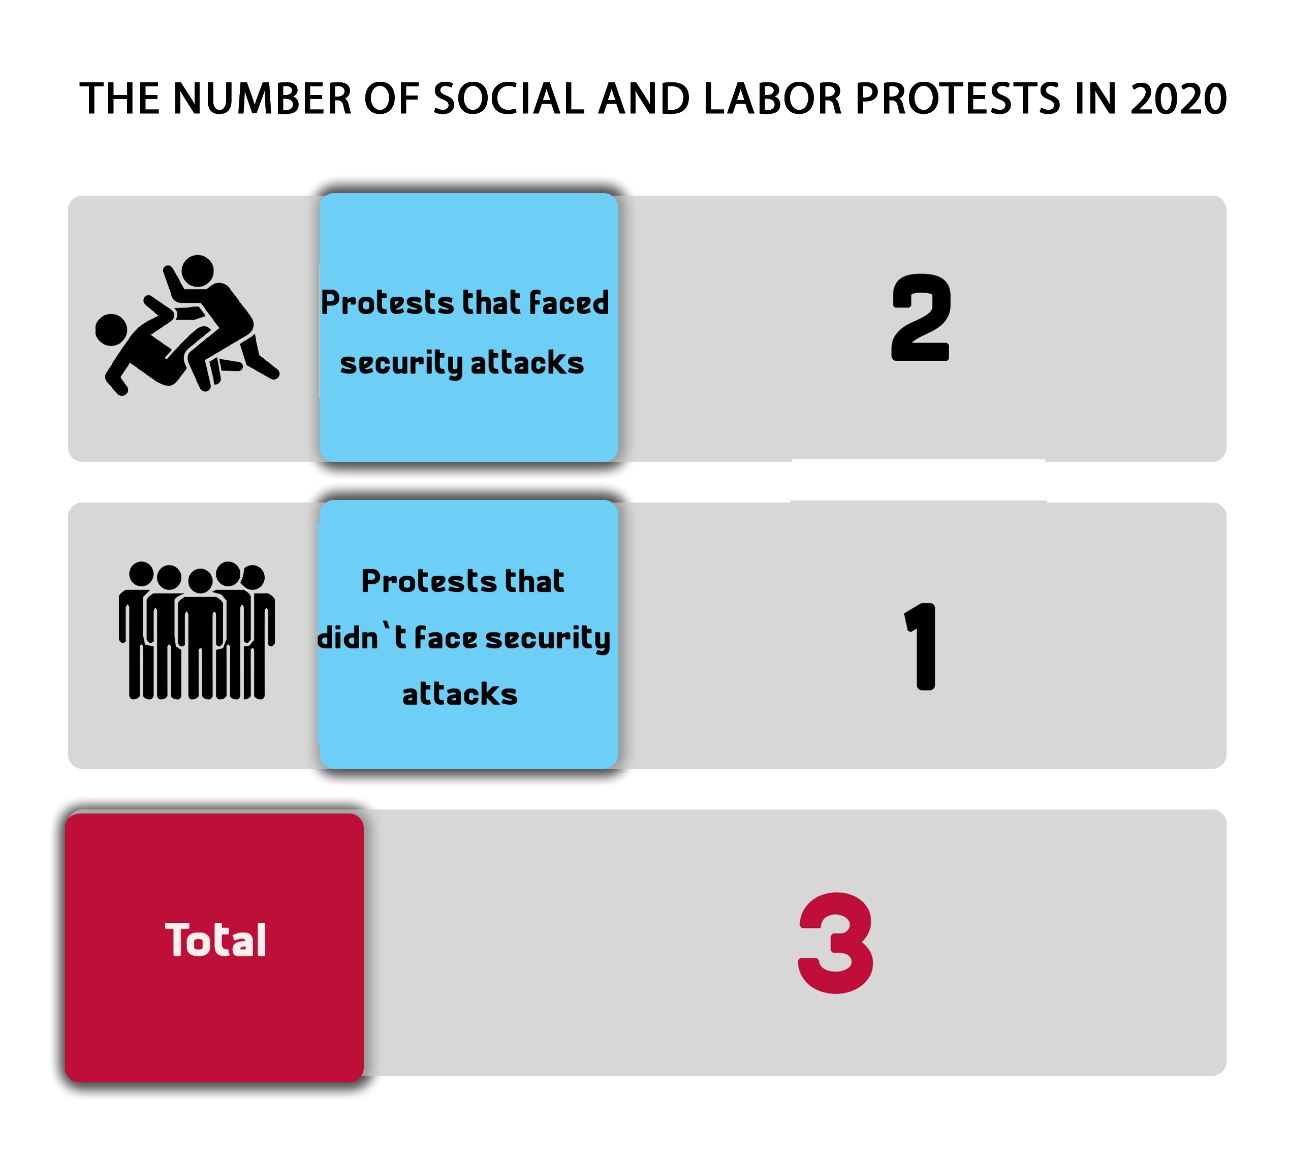 THE NUMBER OF SOCIAL AND LABOR PROTESTS IN 2020
Protests that faced
security attacks
2
Protests that
didn`t face security
attacks
1
Total
3